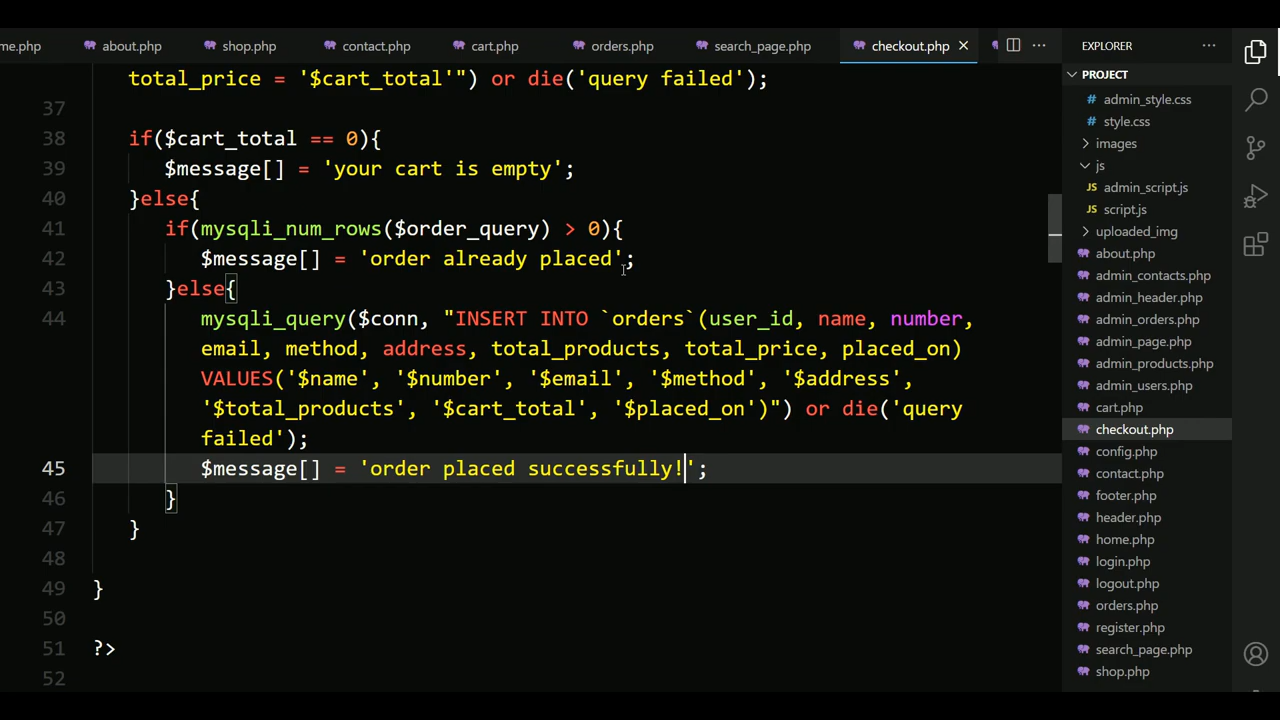 me.php
about.php
shop.php
contact.php
cart.php
orders.php
search_page.php
checkout.php
EXPLORER
total_price = '$cart_total'") or die('query failed');
37
38 if($cart_total == 0){
39 $message[] = 'your cart is empty';
40 }else{
41 if(mysqli_num_rows($order_query) > 0){
42 $message[] = 'order already placed';
43 }else{
44 mysqli_query($conn, "INSERT INTO `orders`(user_id, name, number,
email, method, address, total_products, total_price, placed_on)
VALUES('$name', '$number', '$email', '$method', '$address',
'$total_products', '$cart_total', '$placed_on')") or die('query
failed');
45 $message[] = 'order placed successfully!';
46 }
47 }
48
49 }
50
51 ?>
52
PROJECT
# admin_style.css
# style.css
images
js
JS admin_script.js
JS script.js
uploaded_img
about.php
admin_contacts.php
admin_header.php
admin_orders.php
admin_page.php
admin_products.php
admin_users.php
cart.php
checkout.php
config.php
contact.php
footer.php
header.php
home.php
login.php
logout.php
orders.php
register.php
search_page.php
shop.php